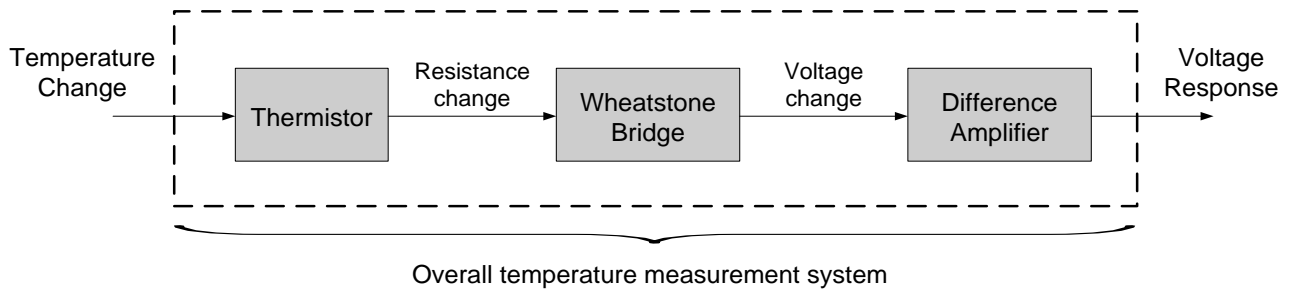 Temperature
Change
Thermistor
Resistance
change
Wheatstone
Bridge
Voltage
change
Difference
Amplifier
Voltage
Response
Overall temperature measurement system